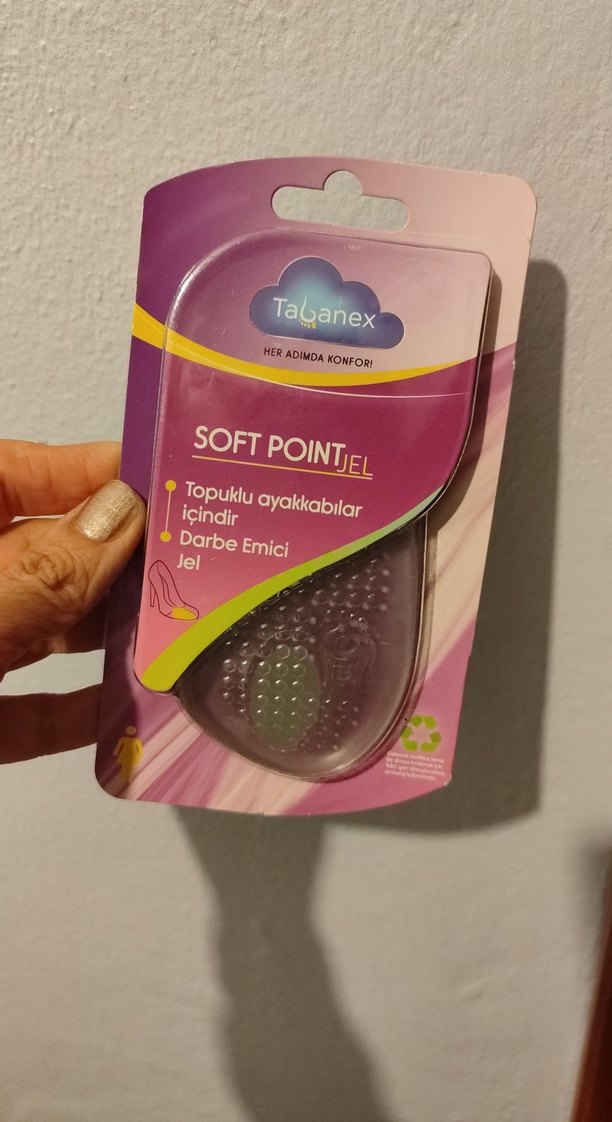 Tabanex
HER ADIMDA KONFOR!
SOFT POINT JEL
Topuklu ayakkabılar
içindir
Darbe Emici
Jel